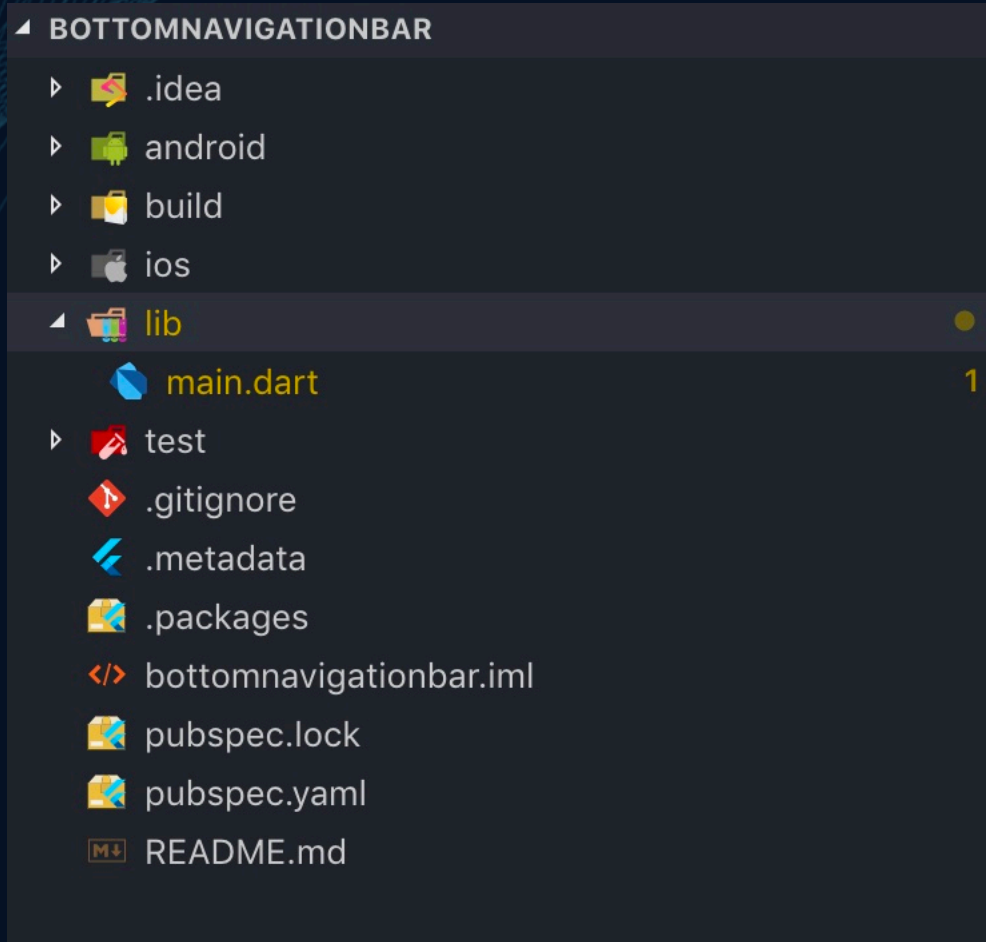 BOTTOMNAVIGATIONBAR
.idea
android
build
ios
lib
main.dart 1
test
.gitignore
.metadata
.packages
</> bottomnavigationbar.iml
pubspec.lock
pubspec.yaml
M↓ README.md